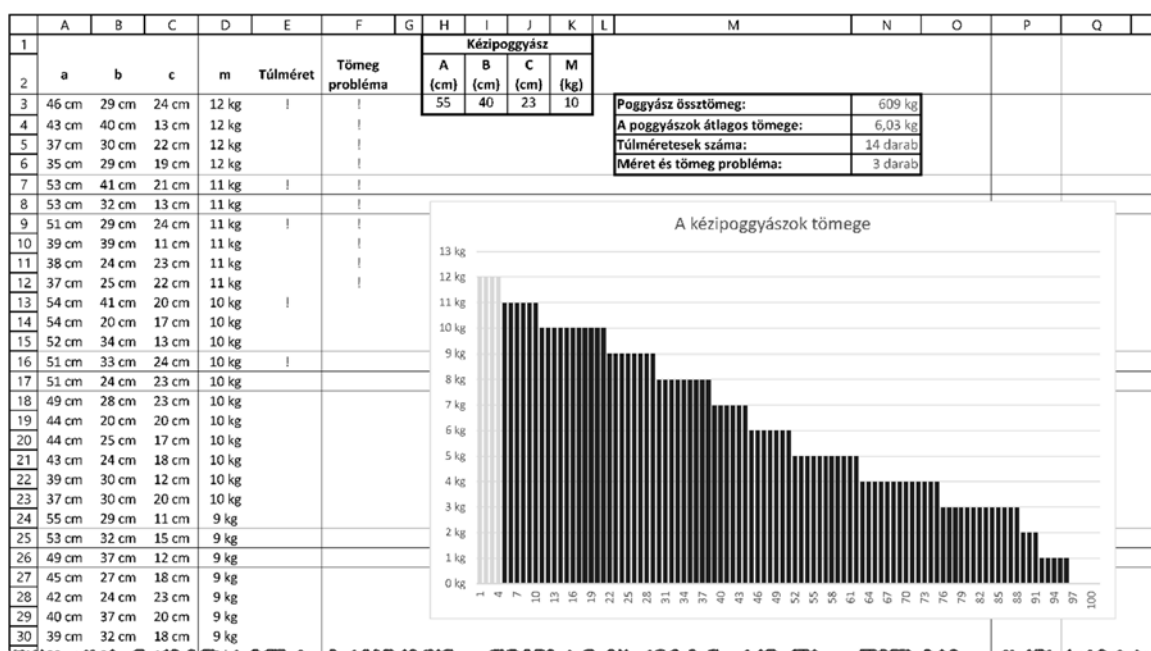 A B C D E F G H I J K L M N O P Q
1 Kézipoggyász
2 a b c m Túlméret Tömeg probléma A (cm) B (cm) C (cm) M (kg)
3 46 cm 29 cm 24 cm 12 kg ! ! 55 40 23 10 Poggyász össztömeg: 609 kg
4 43 cm 40 cm 13 cm 12 kg ! A poggyászok átlagos tömege: 6,03 kg
5 37 cm 30 cm 22 cm 12 kg ! Túlméretesek száma: 14 darab
6 35 cm 29 cm 19 cm 12 kg ! Méret és tömeg probléma: 3 darab
7 53 cm 41 cm 21 cm 11 kg ! !
8 53 cm 32 cm 13 cm 11 kg !
9 51 cm 29 cm 24 cm 11 kg ! !
10 39 cm 39 cm 11 cm 11 kg !
11 38 cm 24 cm 23 cm 11 kg !
12 37 cm 25 cm 22 cm 11 kg !
13 54 cm 41 cm 20 cm 10 kg !
14 54 cm 20 cm 17 cm 10 kg
15 52 cm 34 cm 13 cm 10 kg
16 51 cm 33 cm 24 cm 10 kg !
17 51 cm 24 cm 23 cm 10 kg
18 49 cm 28 cm 23 cm 10 kg
19 44 cm 20 cm 20 cm 10 kg
20 44 cm 25 cm 17 cm 10 kg
21 43 cm 24 cm 18 cm 10 kg
22 39 cm 30 cm 12 cm 10 kg
23 37 cm 30 cm 20 cm 10 kg
24 55 cm 29 cm 11 cm 9 kg
25 53 cm 32 cm 15 cm 9 kg
26 49 cm 37 cm 12 cm 9 kg
27 45 cm 27 cm 18 cm 9 kg
28 42 cm 24 cm 23 cm 9 kg
29 40 cm 37 cm 20 cm 9 kg
30 39 cm 32 cm 18 cm 9 kg
A kézipoggyászok tömege
13 kg
12 kg
11 kg
10 kg
9 kg
8 kg
7 kg
6 kg
5 kg
4 kg
3 kg
2 kg
1 kg
0 kg
1 4 7 10 13 16 19 22 25 28 31 34 37 40 43 46 49 52 55 58 61 64 67 70 73 76 79 82 85 88 91 94 97 100